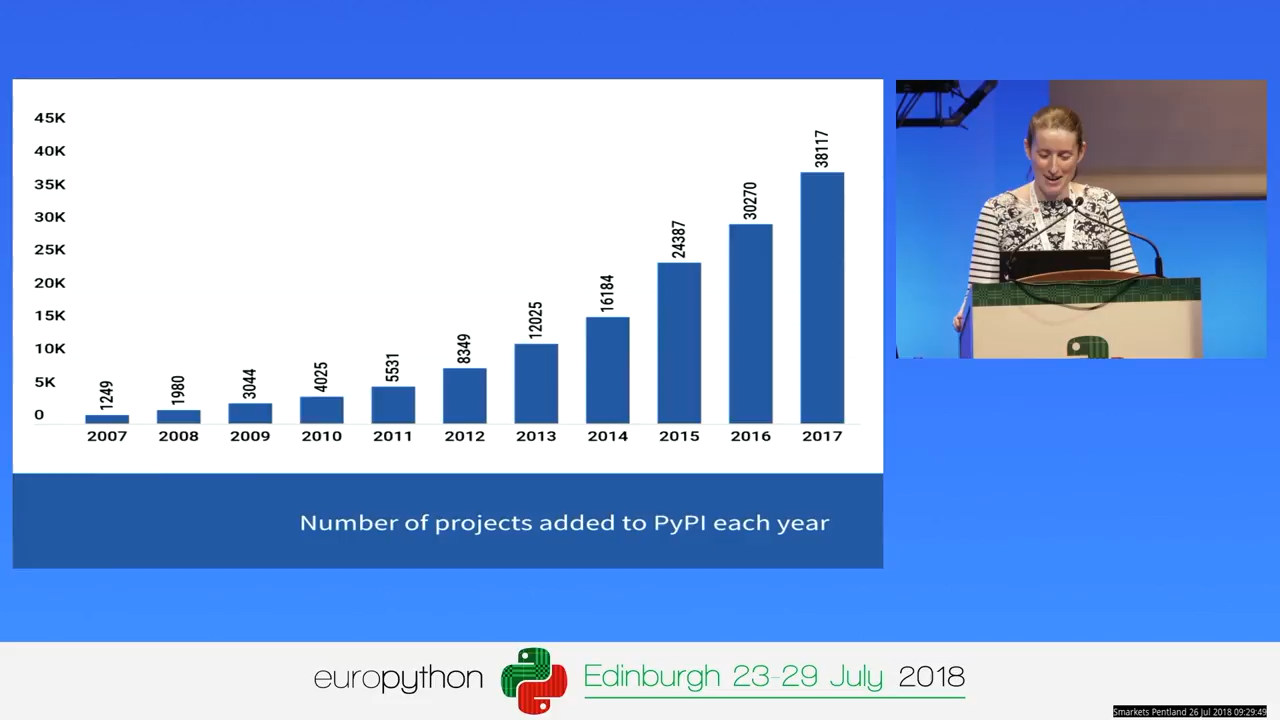 45K
40K
35K
30K
25K
20K
15K
10K
5K
0
1249
1980
3044
4025
5531
8349
12025
16184
24387
30270
38117
2007 2008 2009 2010 2011 2012 2013 2014 2015 2016 2017
Number of projects added to PyPI each year
europython Edinburgh 23-29 July 2018
Smarkets Pentland 26 Jul 2018 09:29:49